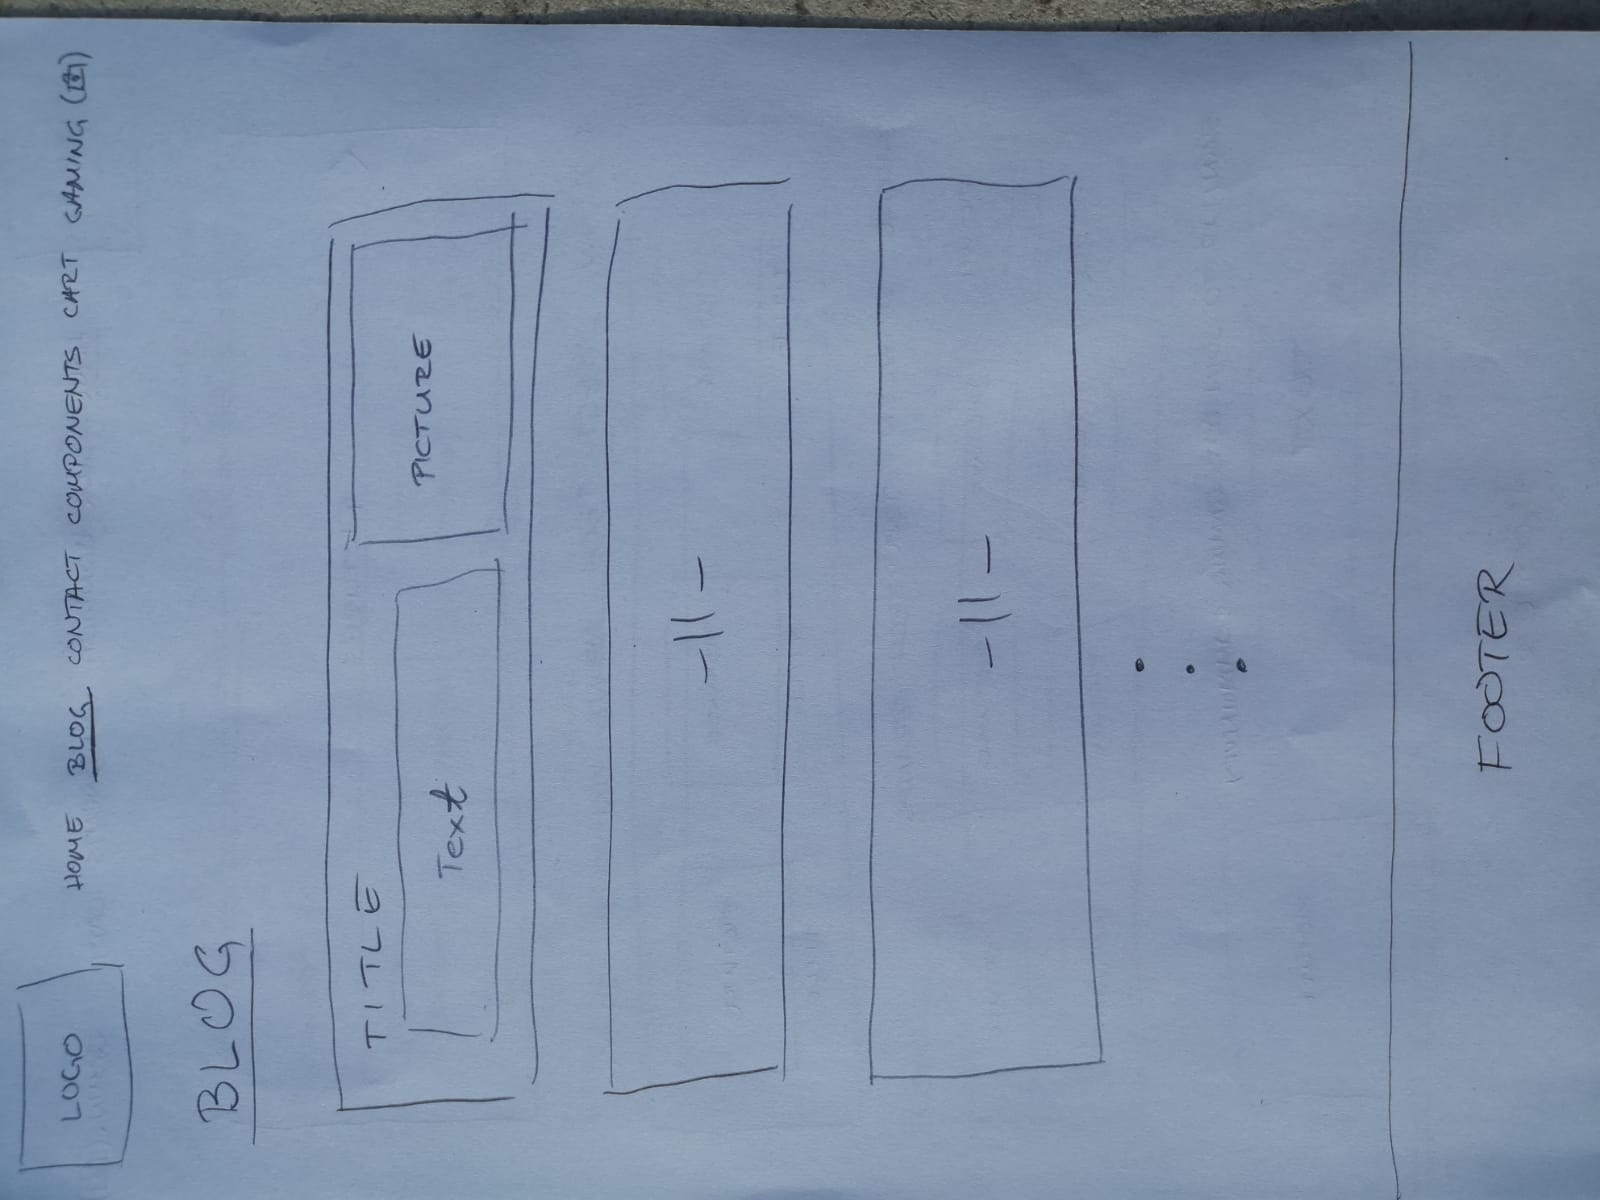 LOGO
HOME BLOG CONTACT COMPONENTS CART GAMING
BLOG
TITLE
Text
PICTURE
-||-
-||-
FOOTER